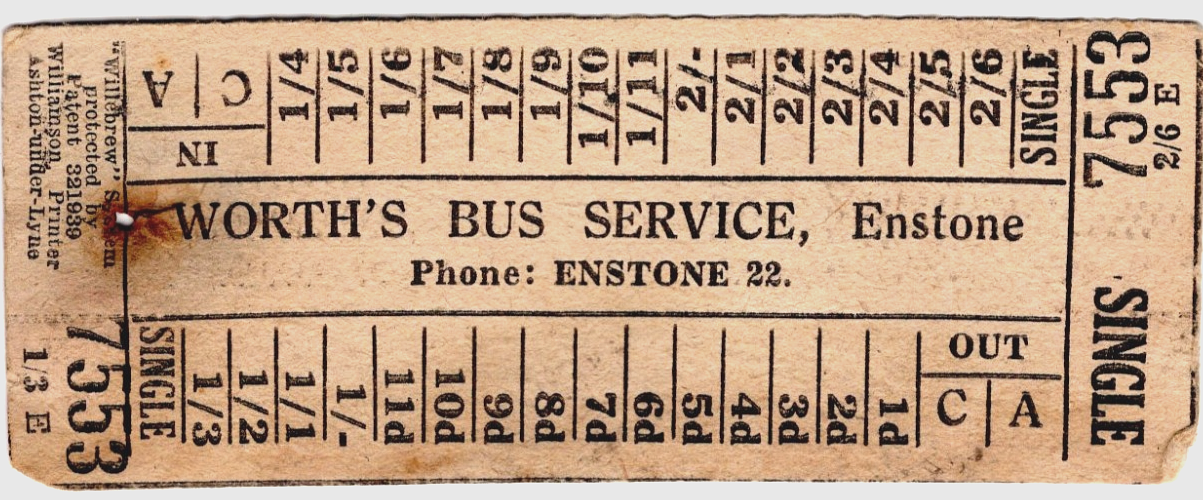 "Willebrew" System
protected by
Patent 321939
Williamson Printer
Ashton-under-Lyne
A C
IN
1/4 1/5 1/6 1/7 1/8 1/9 1/10 1/11 2/- 2/1 2/2 2/3 2/4 2/5 2/6 SINGLE
7553
2/6 E
WORTH'S BUS SERVICE, Enstone
Phone: ENSTONE 22.
7553
1/3 E
SINGLE 1/3 1/2 1/1 1/- 11d 10d 9d 8d 7d 6d 5d 4d 3d 2d 1d
OUT
C A
SINGLE